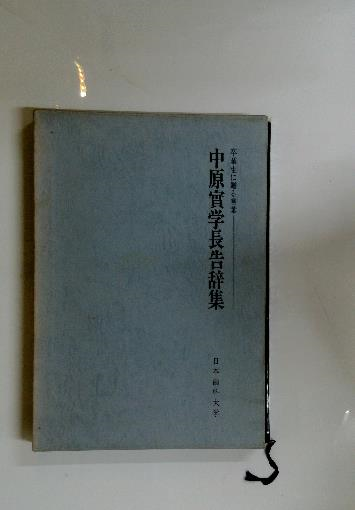 卒業生に贈る言葉
中原實学長告辞集
日本歯科大学